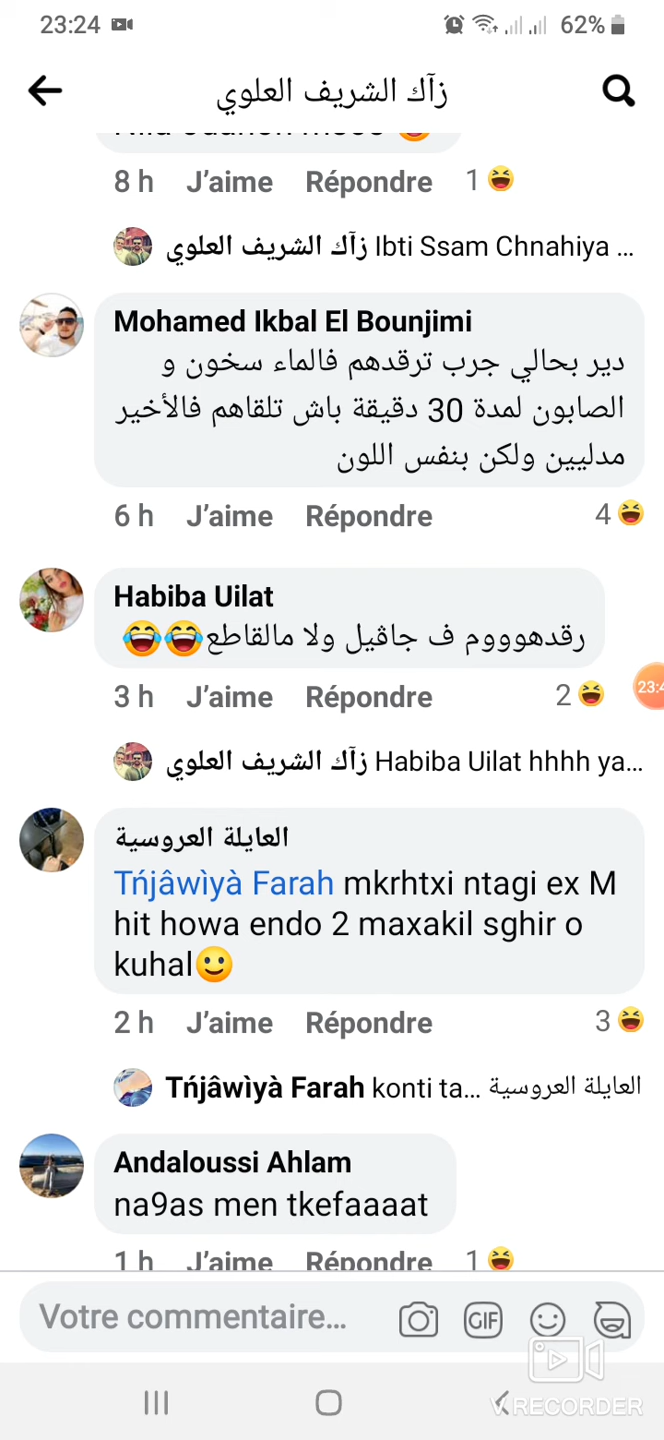 23:24
62%
زآك الشريف العلوي
8 h J’aime Répondre 1 😆
زآك الشريف العلوي Ibti Ssam Chnahiya ...
Mohamed Ikbal El Bounjimi
دير بحالي جرب ترقدهم فالماء سخون و
الصابون لمدة 30 دقيقة باش تلقاهم فالأخير
مدليين ولكن بنفس اللون
6 h J’aime Répondre 4 😆
Habiba Uilat
رقدهوووم ف جاڤيل ولا مالقاطع😂😂
3 h J’aime Répondre 2 😆
23:4
زآك الشريف العلوي Habiba Uilat hhhh ya...
العايلة العروسية
Tńjâwìyà Farah mkrhtxi ntagi ex M
hit howa endo 2 maxakil sghir o
kuhal🙂
2 h J’aime Répondre 3 😆
Tńjâwìyà Farah العايلة العروسية konti ta...
Andaloussi Ahlam
na9as men tkefaaaat
1 h J’aime Répondre 1 😆
Votre commentaire...
GIF
V RECORDER